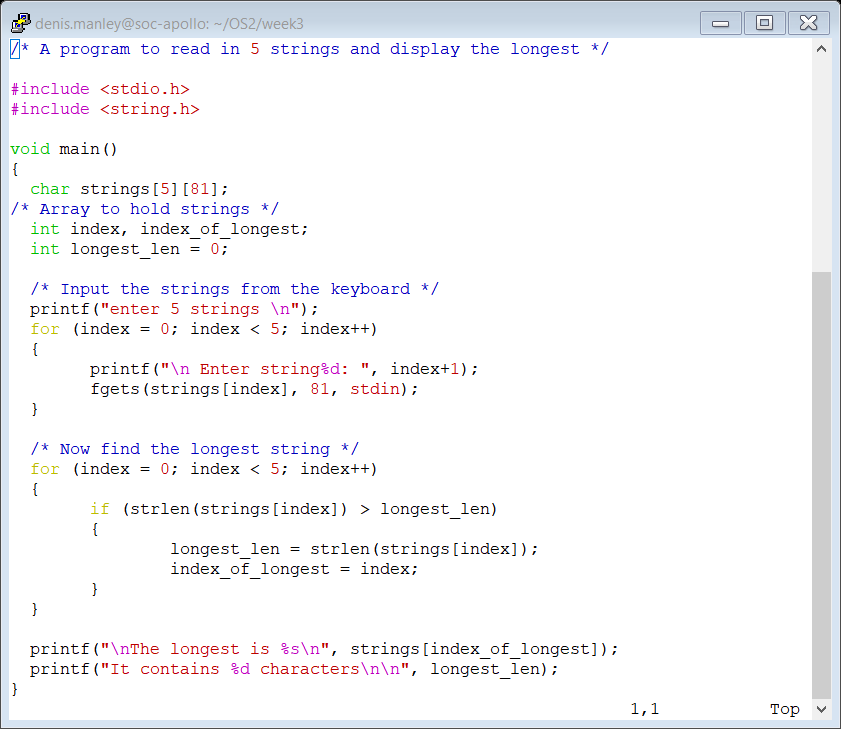 denis.manley@soc-apollo: ~/OS2/week3
/* A program to read in 5 strings and display the longest */

#include <stdio.h>
#include <string.h>

void main()
{
  char strings[5][81];
/* Array to hold strings */
  int index, index_of_longest;
  int longest_len = 0;

  /* Input the strings from the keyboard */
  printf("enter 5 strings \n");
  for (index = 0; index < 5; index++)
  {
        printf("\n Enter string%d: ", index+1);
        fgets(strings[index], 81, stdin);
  }

  /* Now find the longest string */
  for (index = 0; index < 5; index++)
  {
        if (strlen(strings[index]) > longest_len)
        {
                longest_len = strlen(strings[index]);
                index_of_longest = index;
        }
  }

  printf("\nThe longest is %s\n", strings[index_of_longest]);
  printf("It contains %d characters\n\n", longest_len);
}
1,1 Top